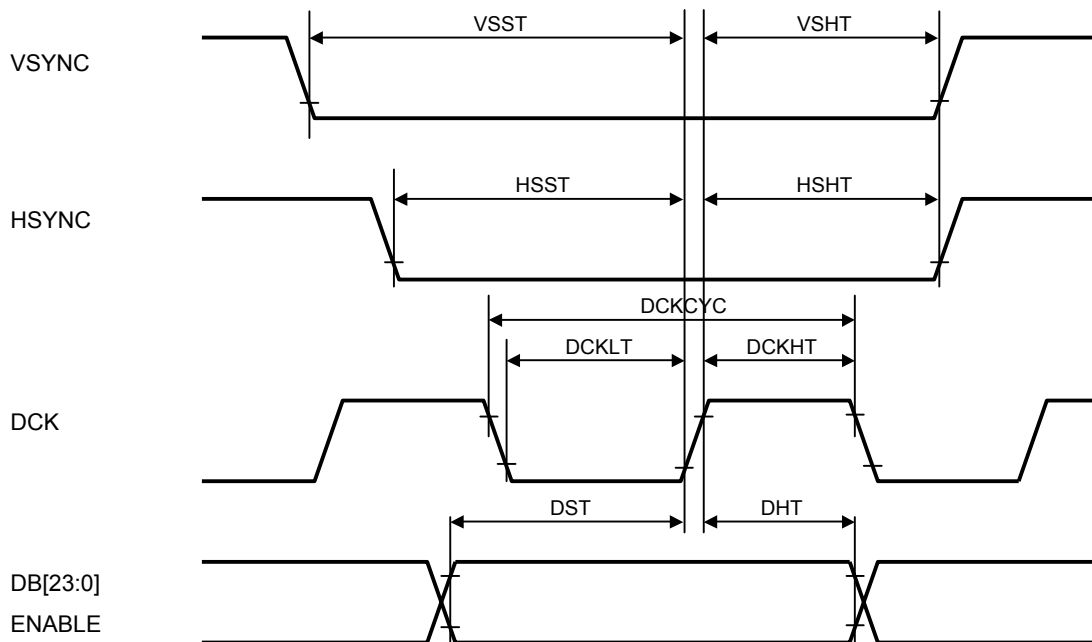 VSST VSHT
VSYNC
HSST HSHT
HSYNC
DCKCYC
DCKLT DCKHT
DCK
DST DHT
DB[23:0]
ENABLE